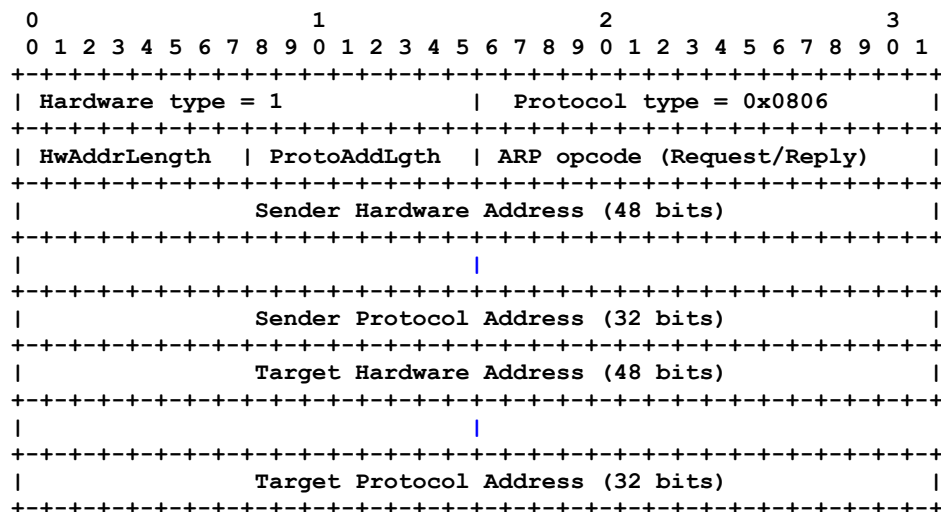 0                   1                   2                   3
0 1 2 3 4 5 6 7 8 9 0 1 2 3 4 5 6 7 8 9 0 1 2 3 4 5 6 7 8 9 0 1
+-+-+-+-+-+-+-+-+-+-+-+-+-+-+-+-+-+-+-+-+-+-+-+-+-+-+-+-+-+-+-+-+
| Hardware type = 1             |  Protocol type = 0x0806       |
+-+-+-+-+-+-+-+-+-+-+-+-+-+-+-+-+-+-+-+-+-+-+-+-+-+-+-+-+-+-+-+-+
| HwAddrLength  | ProtoAddLgth  | ARP opcode (Request/Reply)    |
+-+-+-+-+-+-+-+-+-+-+-+-+-+-+-+-+-+-+-+-+-+-+-+-+-+-+-+-+-+-+-+-+
|                Sender Hardware Address (48 bits)              |
+-+-+-+-+-+-+-+-+-+-+-+-+-+-+-+-+-+-+-+-+-+-+-+-+-+-+-+-+-+-+-+-+
|                               |
+-+-+-+-+-+-+-+-+-+-+-+-+-+-+-+-+-+-+-+-+-+-+-+-+-+-+-+-+-+-+-+-+
|                Sender Protocol Address (32 bits)              |
+-+-+-+-+-+-+-+-+-+-+-+-+-+-+-+-+-+-+-+-+-+-+-+-+-+-+-+-+-+-+-+-+
|                Target Hardware Address (48 bits)              |
+-+-+-+-+-+-+-+-+-+-+-+-+-+-+-+-+-+-+-+-+-+-+-+-+-+-+-+-+-+-+-+-+
|                               |
+-+-+-+-+-+-+-+-+-+-+-+-+-+-+-+-+-+-+-+-+-+-+-+-+-+-+-+-+-+-+-+-+
|                Target Protocol Address (32 bits)              |
+-+-+-+-+-+-+-+-+-+-+-+-+-+-+-+-+-+-+-+-+-+-+-+-+-+-+-+-+-+-+-+-+